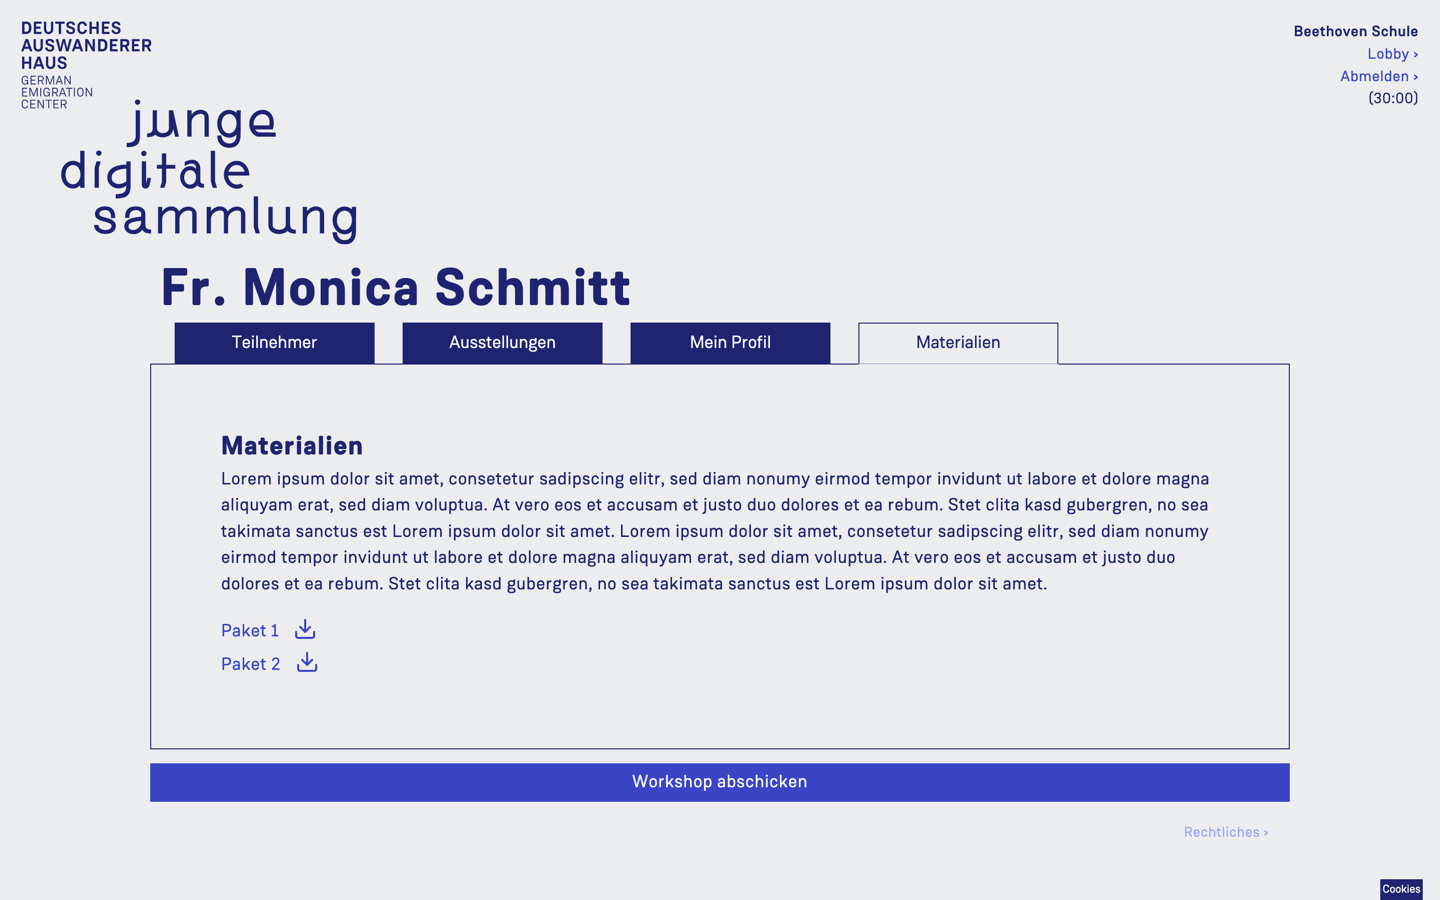 DEUTSCHES
AUSWANDERER
HAUS
GERMAN
EMIGRATION
CENTER
junge
digitale
sammlung
Beethoven Schule
Lobby ›
Abmelden ›
(30:00)
Fr. Monica Schmitt
Teilnehmer
Ausstellungen
Mein Profil
Materialien
Materialien
Lorem ipsum dolor sit amet, consetetur sadipscing elitr, sed diam nonumy eirmod tempor invidunt ut labore et dolore magna
aliquyam erat, sed diam voluptua. At vero eos et accusam et justo duo dolores et ea rebum. Stet clita kasd gubergren, no sea
takimata sanctus est Lorem ipsum dolor sit amet. Lorem ipsum dolor sit amet, consetetur sadipscing elitr, sed diam nonumy
eirmod tempor invidunt ut labore et dolore magna aliquyam erat, sed diam voluptua. At vero eos et accusam et justo duo
dolores et ea rebum. Stet clita kasd gubergren, no sea takimata sanctus est Lorem ipsum dolor sit amet.
Paket 1
Paket 2
Workshop abschicken
Rechtliches ›
Cookies